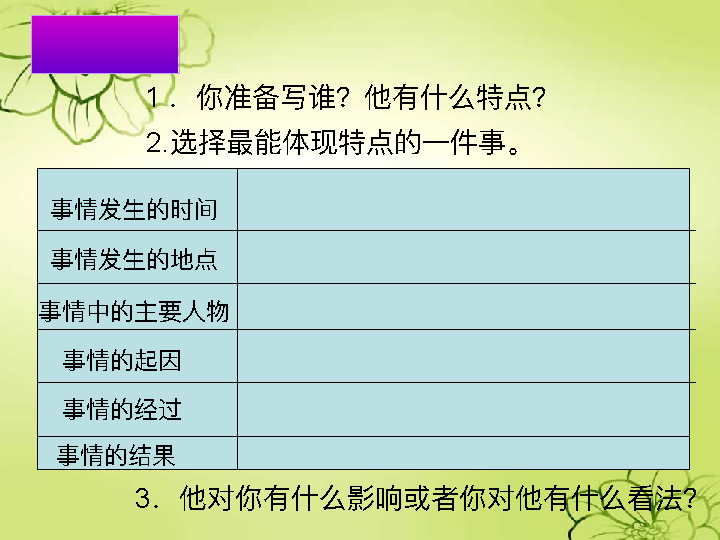 1．你准备写谁？他有什么特点？
2.选择最能体现特点的一件事。
事情发生的时间
事情发生的地点
事情中的主要人物
事情的起因
事情的经过
事情的结果
3．他对你有什么影响或者你对他有什么看法？